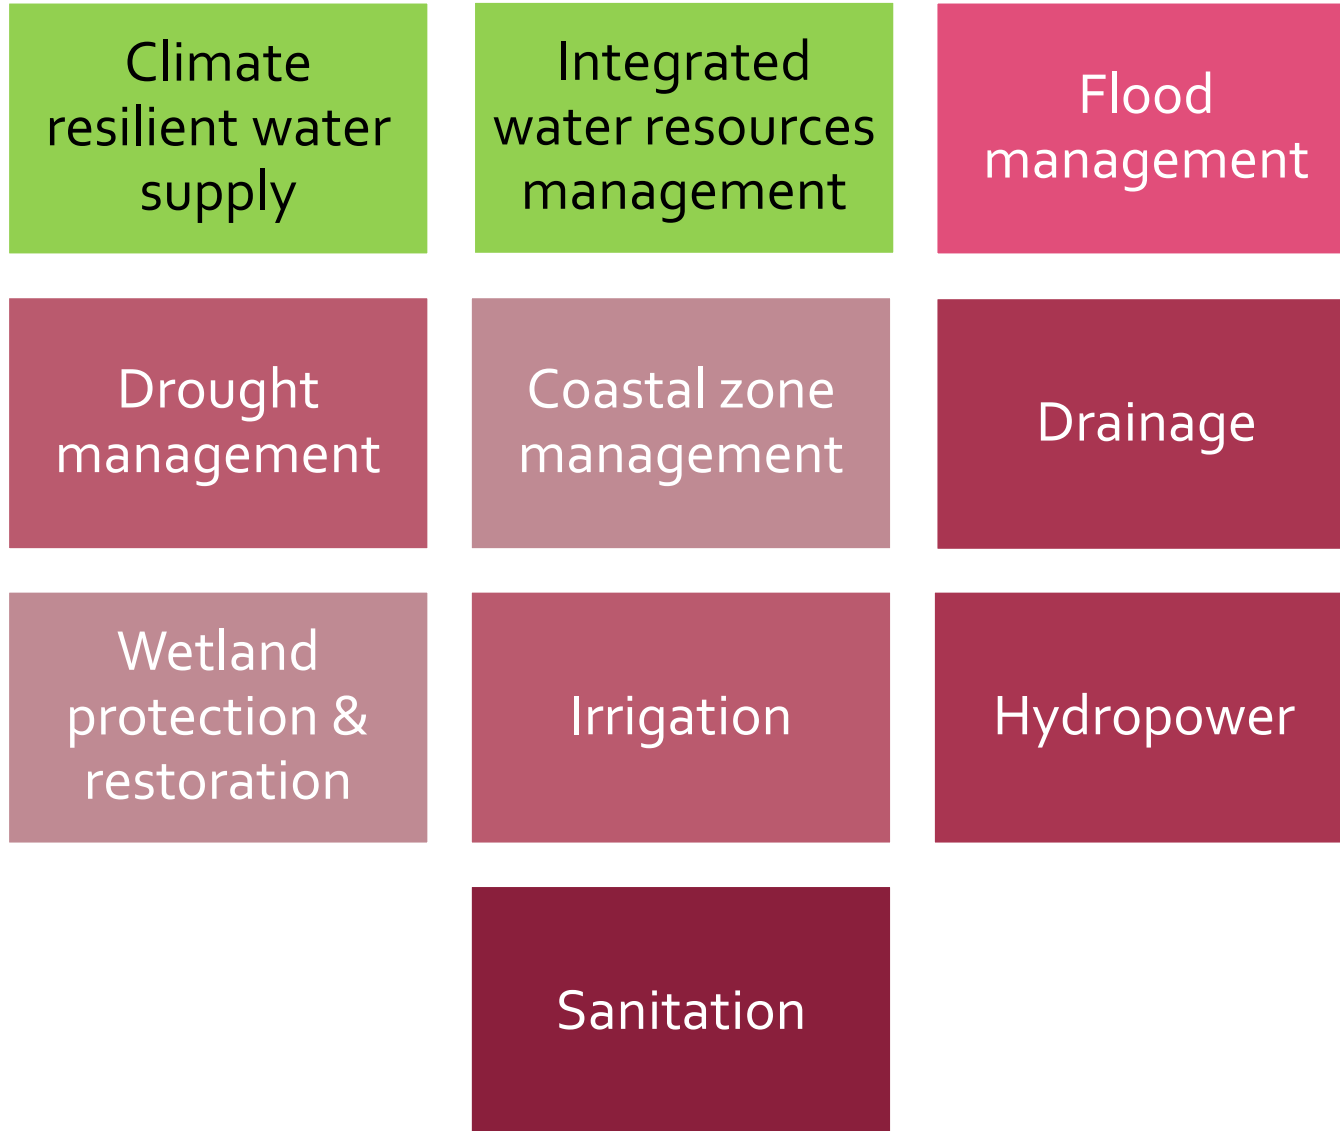 Climate
resilient water
supply
Integrated
water resources
management
Flood
management
Drought
management
Coastal zone
management
Drainage
Wetland
protection &
restoration
Irrigation
Hydropower
Sanitation